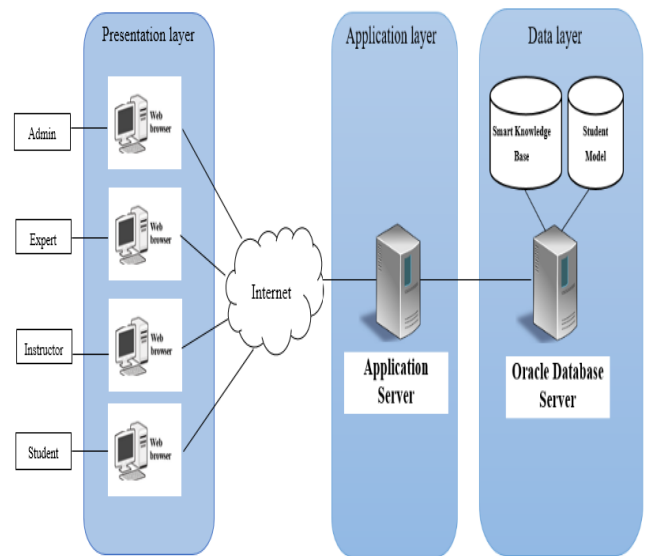 Presentation layer
Application layer
Data layer
Admin
Web
browser
Smart Knowledge
Base
Student
Model
Expert
Web
browser
Internet
Instructor
Web
browser
Application
Server
Oracle Database
Server
Student
Web
browser